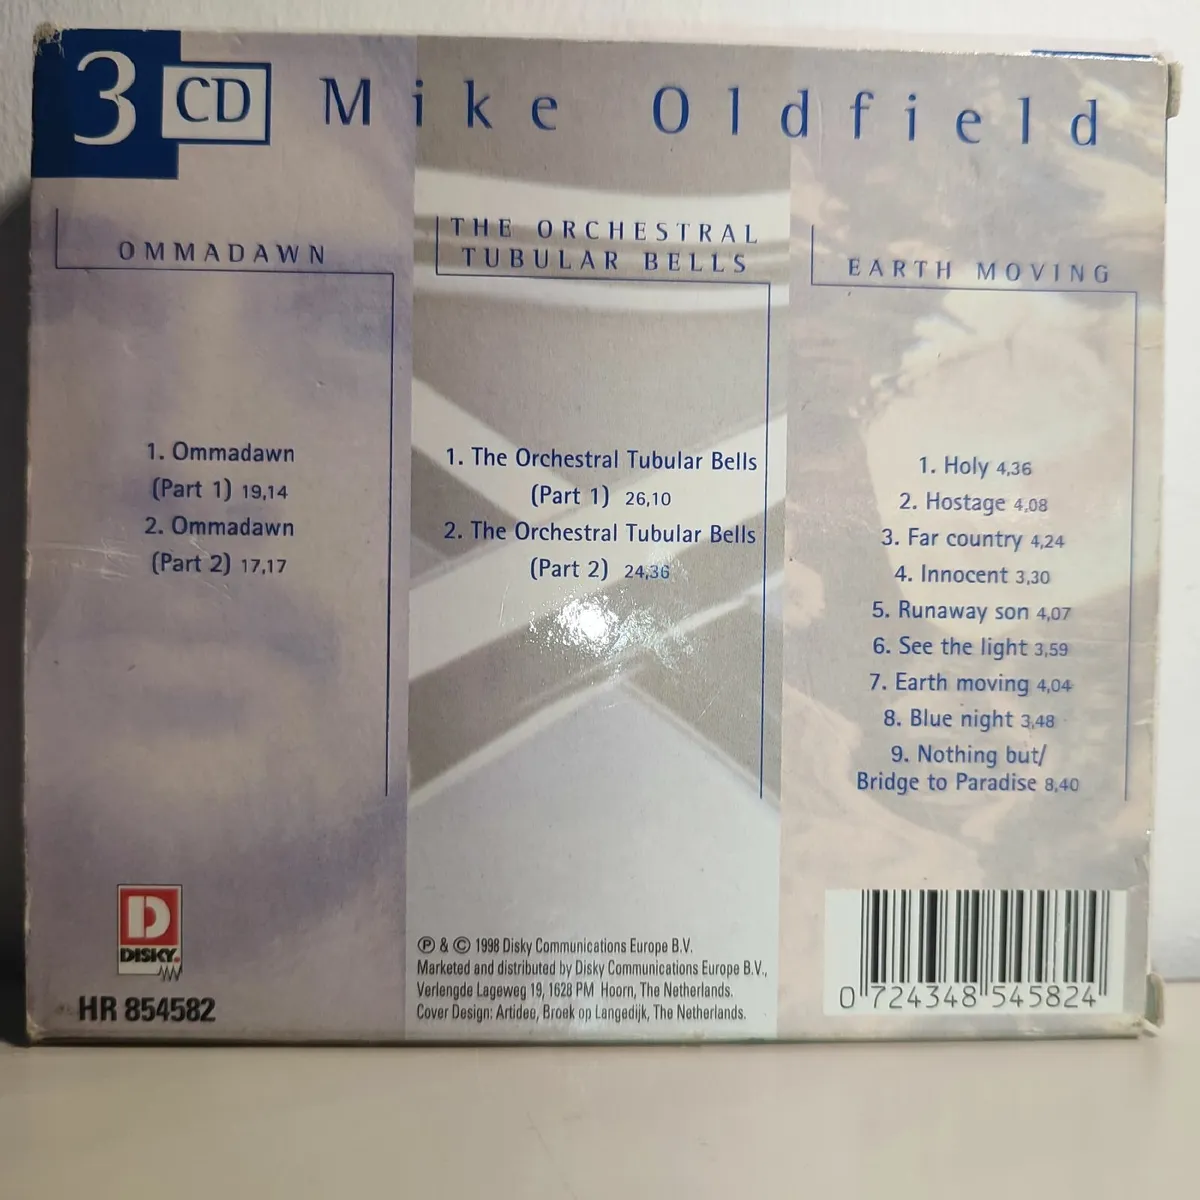 3 CD Mike Oldfield
OMMADAWN
1. Ommadawn
(Part 1) 19,14
2. Ommadawn
(Part 2) 17,17
THE ORCHESTRAL
TUBULAR BELLS
1. The Orchestral Tubular Bells
(Part 1) 26,10
2. The Orchestral Tubular Bells
(Part 2) 24,36
EARTH MOVING
1. Holy 4,36
2. Hostage 4,08
3. Far country 4,24
4. Innocent 3,30
5. Runaway son 4,07
6. See the light 3,59
7. Earth moving 4,04
8. Blue night 3,48
9. Nothing but/
Bridge to Paradise 8,40
D
DISKY.
HR 854582
℗ & © 1998 Disky Communications Europe B.V.
Marketed and distributed by Disky Communications Europe B.V.,
Verlengde Lageweg 19, 1628 PM Hoorn, The Netherlands.
Cover Design: Artidee, Broek op Langedijk, The Netherlands.
0 724348 545824